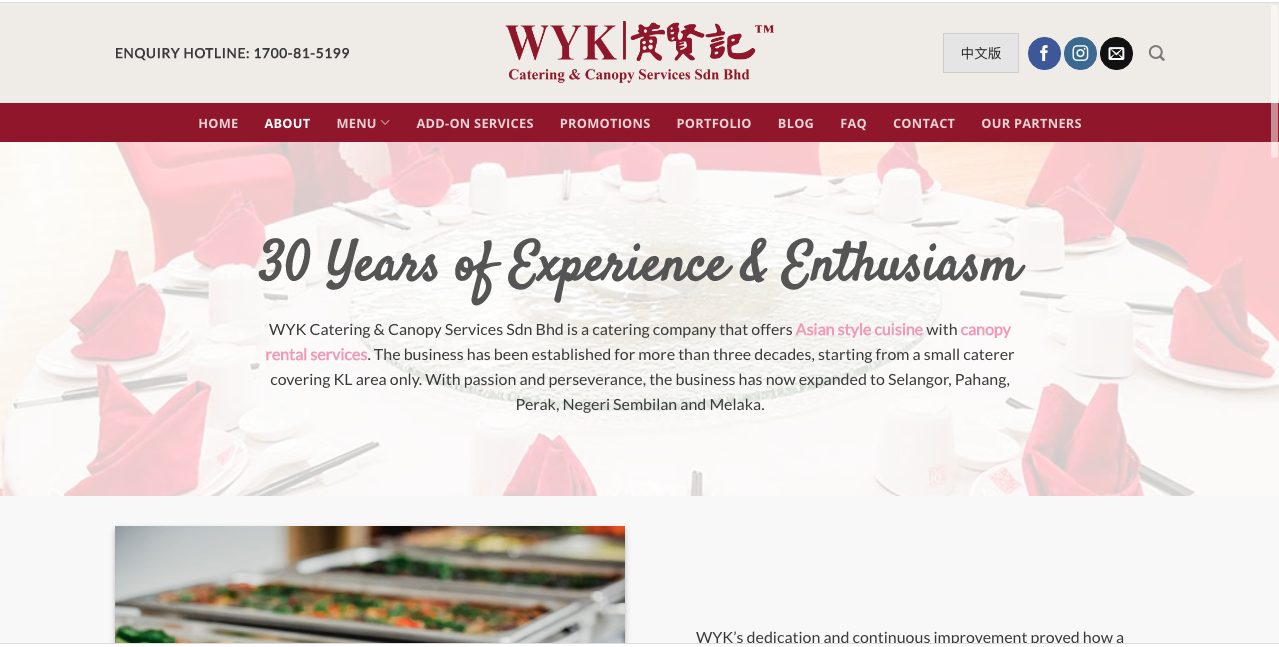 ENQUIRY HOTLINE: 1700-81-5199
WYK 黄賢記 ™
Catering & Canopy Services Sdn Bhd
中文版
HOME ABOUT MENU ADD-ON SERVICES PROMOTIONS PORTFOLIO BLOG FAQ CONTACT OUR PARTNERS
30 Years of Experience & Enthusiasm
WYK Catering & Canopy Services Sdn Bhd is a catering company that offers Asian style cuisine with canopy
rental services. The business has been established for more than three decades, starting from a small caterer
covering KL area only. With passion and perseverance, the business has now expanded to Selangor, Pahang,
Perak, Negeri Sembilan and Melaka.
WYK's dedication and continuous improvement proved how a